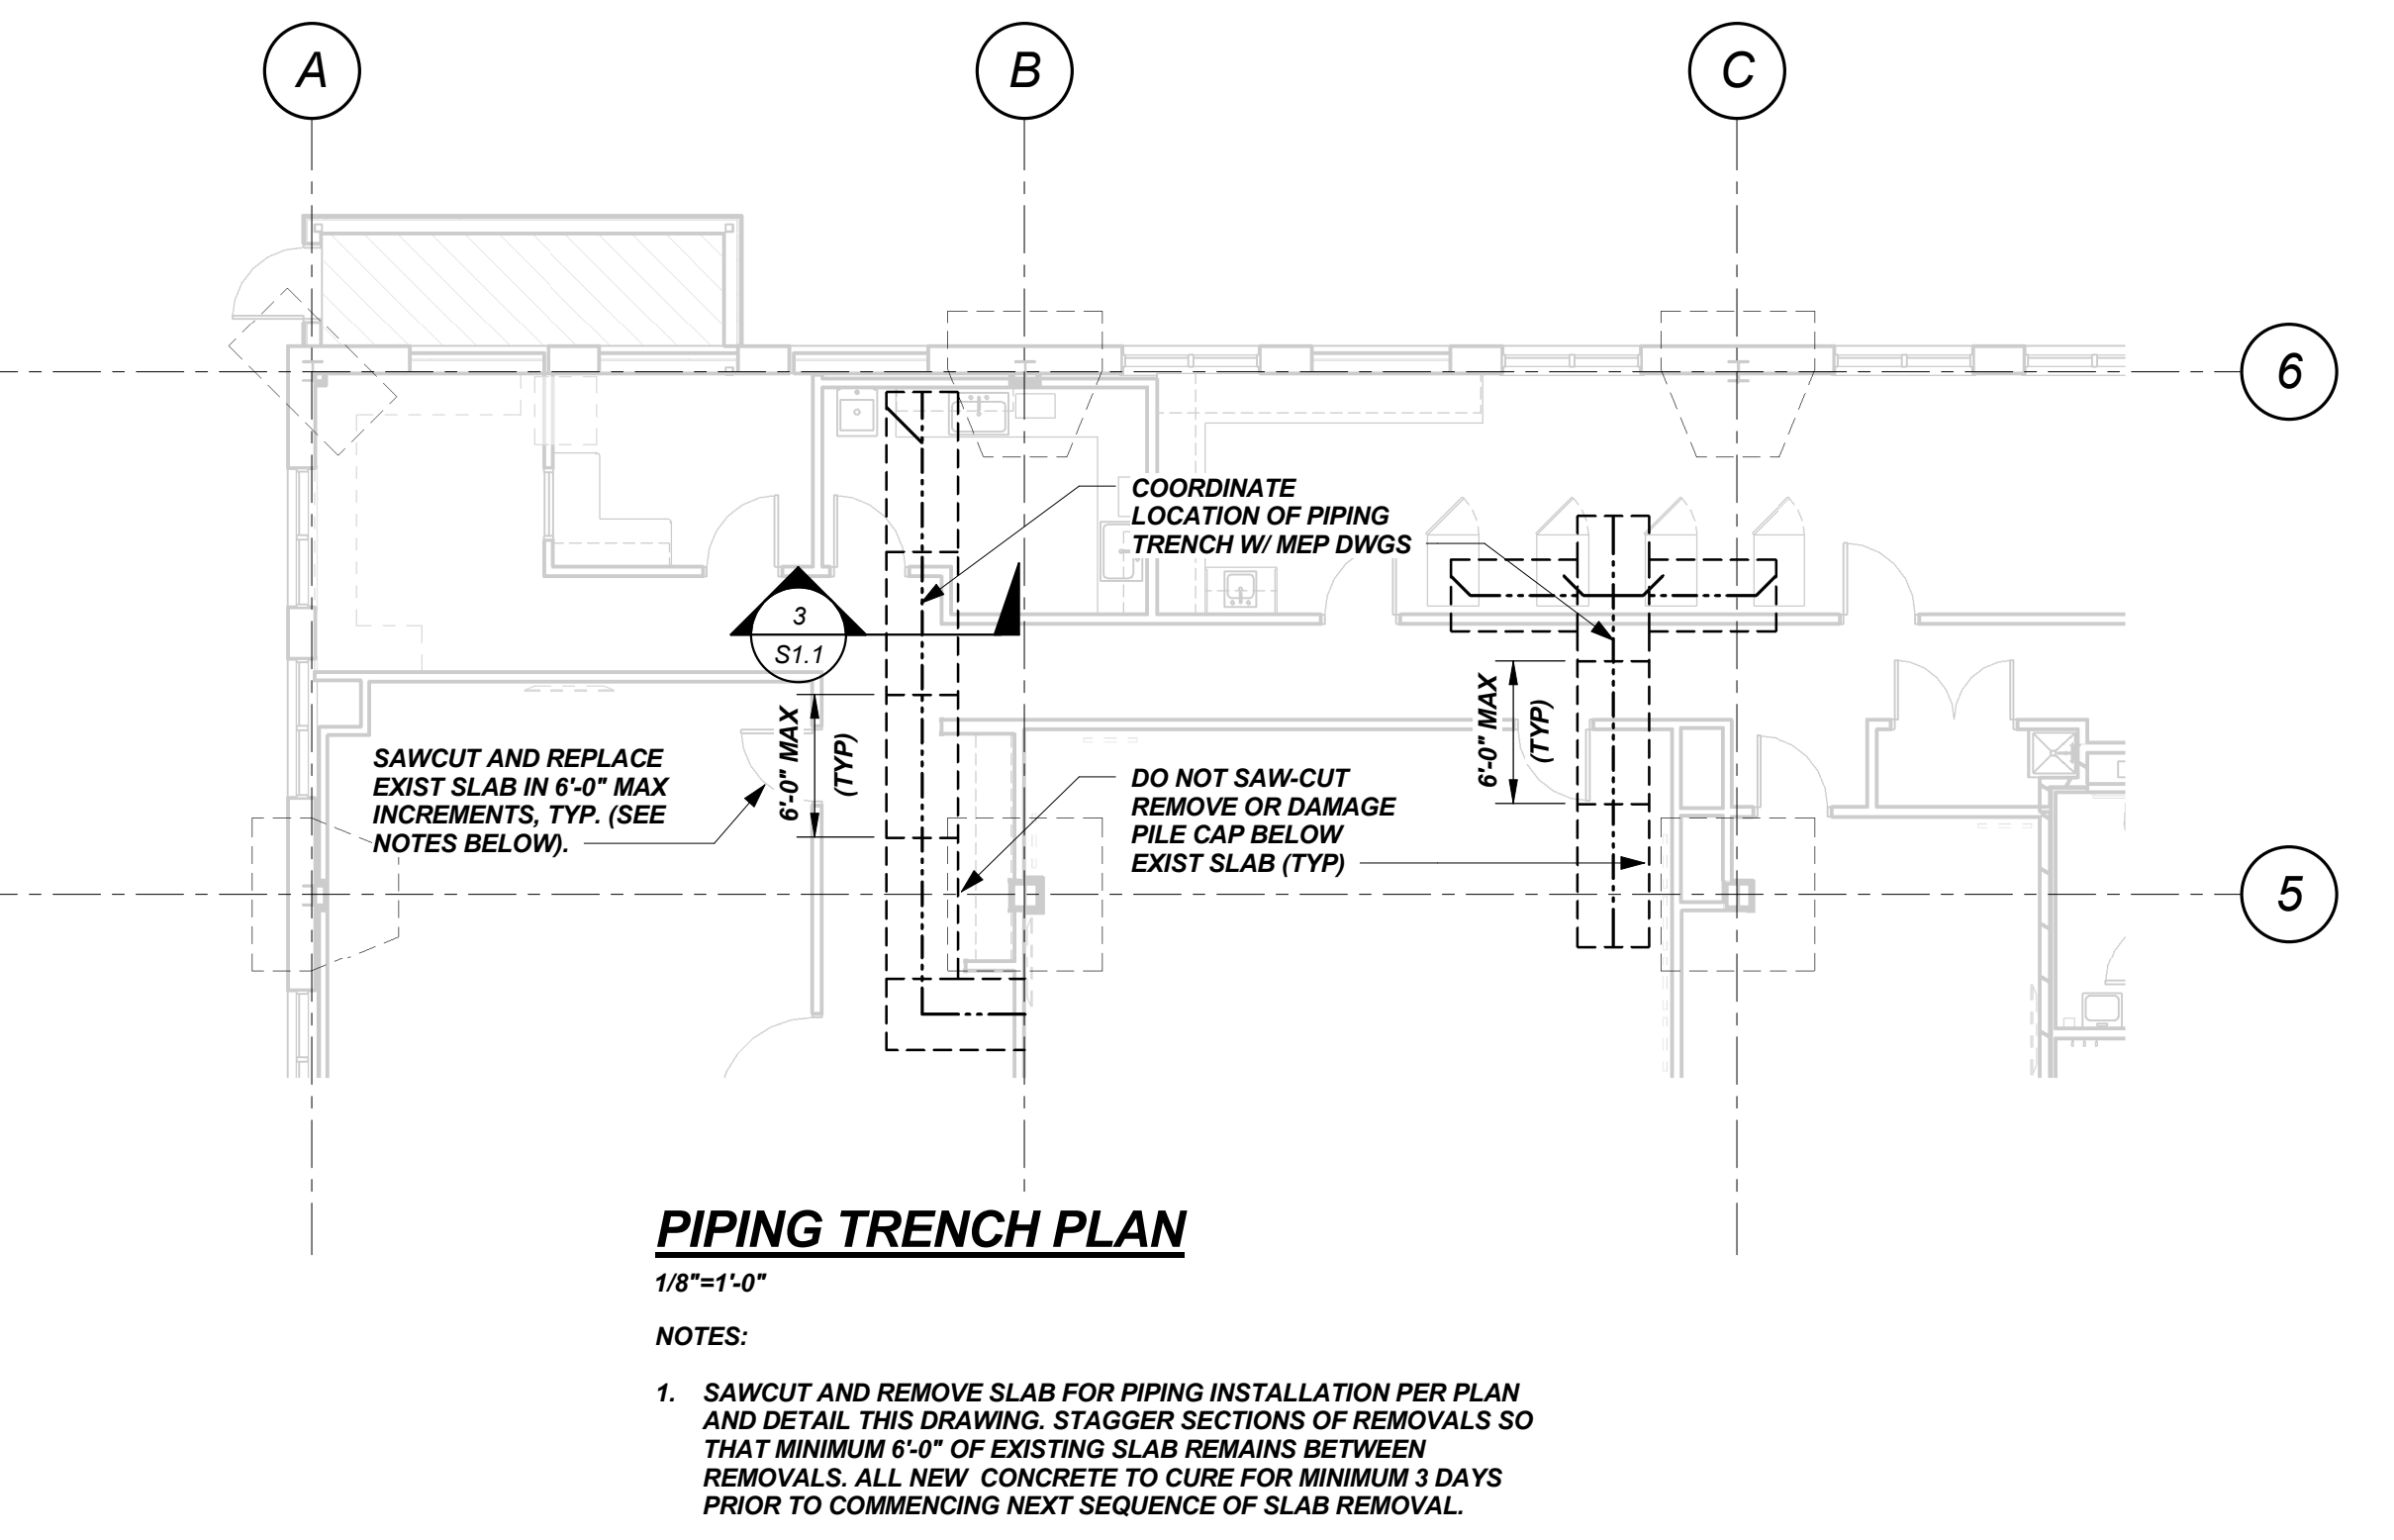 A
B
C
6
COORDINATE
LOCATION OF PIPING
TRENCH W/ MEP DWGS
3
S1.1
6'-0" MAX
(TYP)
6'-0" MAX
(TYP)
SAWCUT AND REPLACE
EXIST SLAB IN 6'-0" MAX
INCREMENTS, TYP. (SEE
NOTES BELOW).
DO NOT SAW-CUT
REMOVE OR DAMAGE
PILE CAP BELOW
EXIST SLAB (TYP)
5
PIPING TRENCH PLAN
1/8"=1'-0"
NOTES:
1. SAWCUT AND REMOVE SLAB FOR PIPING INSTALLATION PER PLAN
AND DETAIL THIS DRAWING. STAGGER SECTIONS OF REMOVALS SO
THAT MINIMUM 6'-0" OF EXISTING SLAB REMAINS BETWEEN
REMOVALS. ALL NEW CONCRETE TO CURE FOR MINIMUM 3 DAYS
PRIOR TO COMMENCING NEXT SEQUENCE OF SLAB REMOVAL.